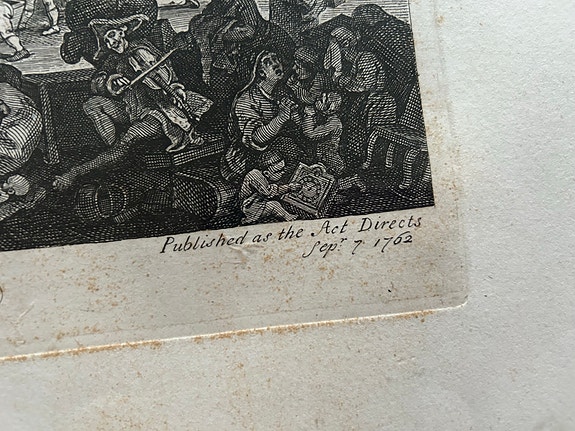 Published as the Act Directs
Sepr. 7 1762